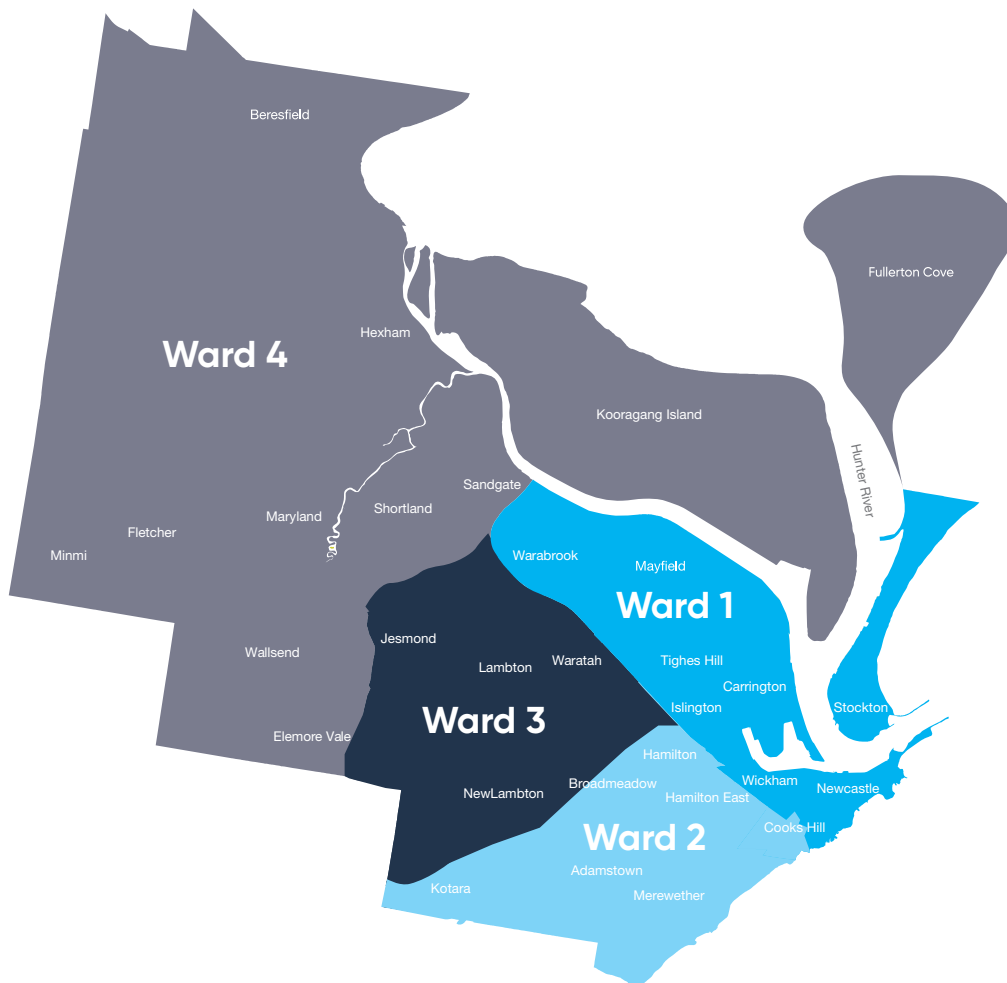 Beresfield
Fullerton Cove
Hexham
Ward 4
Kooragang Island
Hunter River
Sandgate
Shortland
Maryland
Fletcher
Minmi
Warabrook
Mayfield
Ward 1
Jesmond
Wallsend
Lambton
Waratah
Tighes Hill
Carrington
Islington
Stockton
Ward 3
Elemore Vale
Hamilton
Wickham
Newcastle
Broadmeadow
NewLambton
Hamilton East
Cooks Hill
Ward 2
Adamstown
Kotara
Merewether